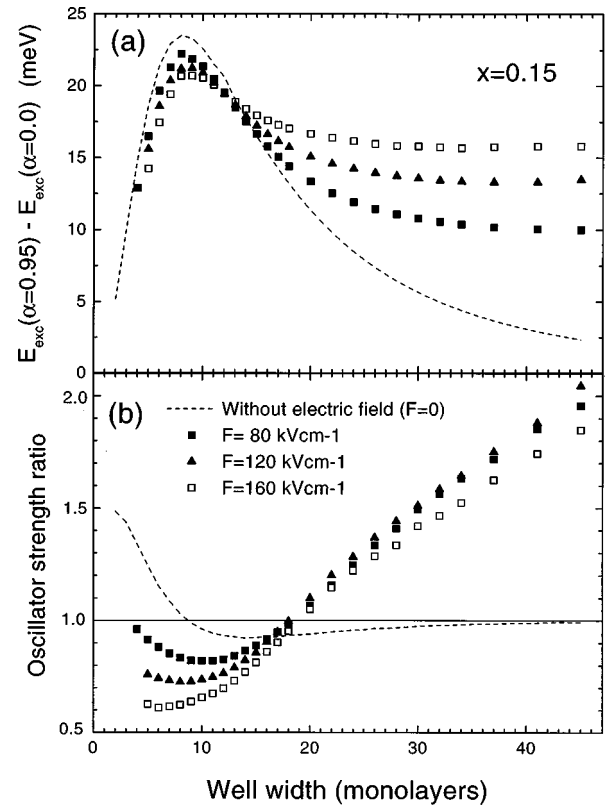 (a)
x=0.15
25
20
15
10
5
0
E_exc(α=0.95) - E_exc(α=0.0) (meV)
(b)
Without electric field (F=0)
F= 80 kVcm-1
F=120 kVcm-1
F=160 kVcm-1
2.0
1.5
1.0
0.5
Oscillator strength ratio
0 10 20 30 40
Well width (monolayers)